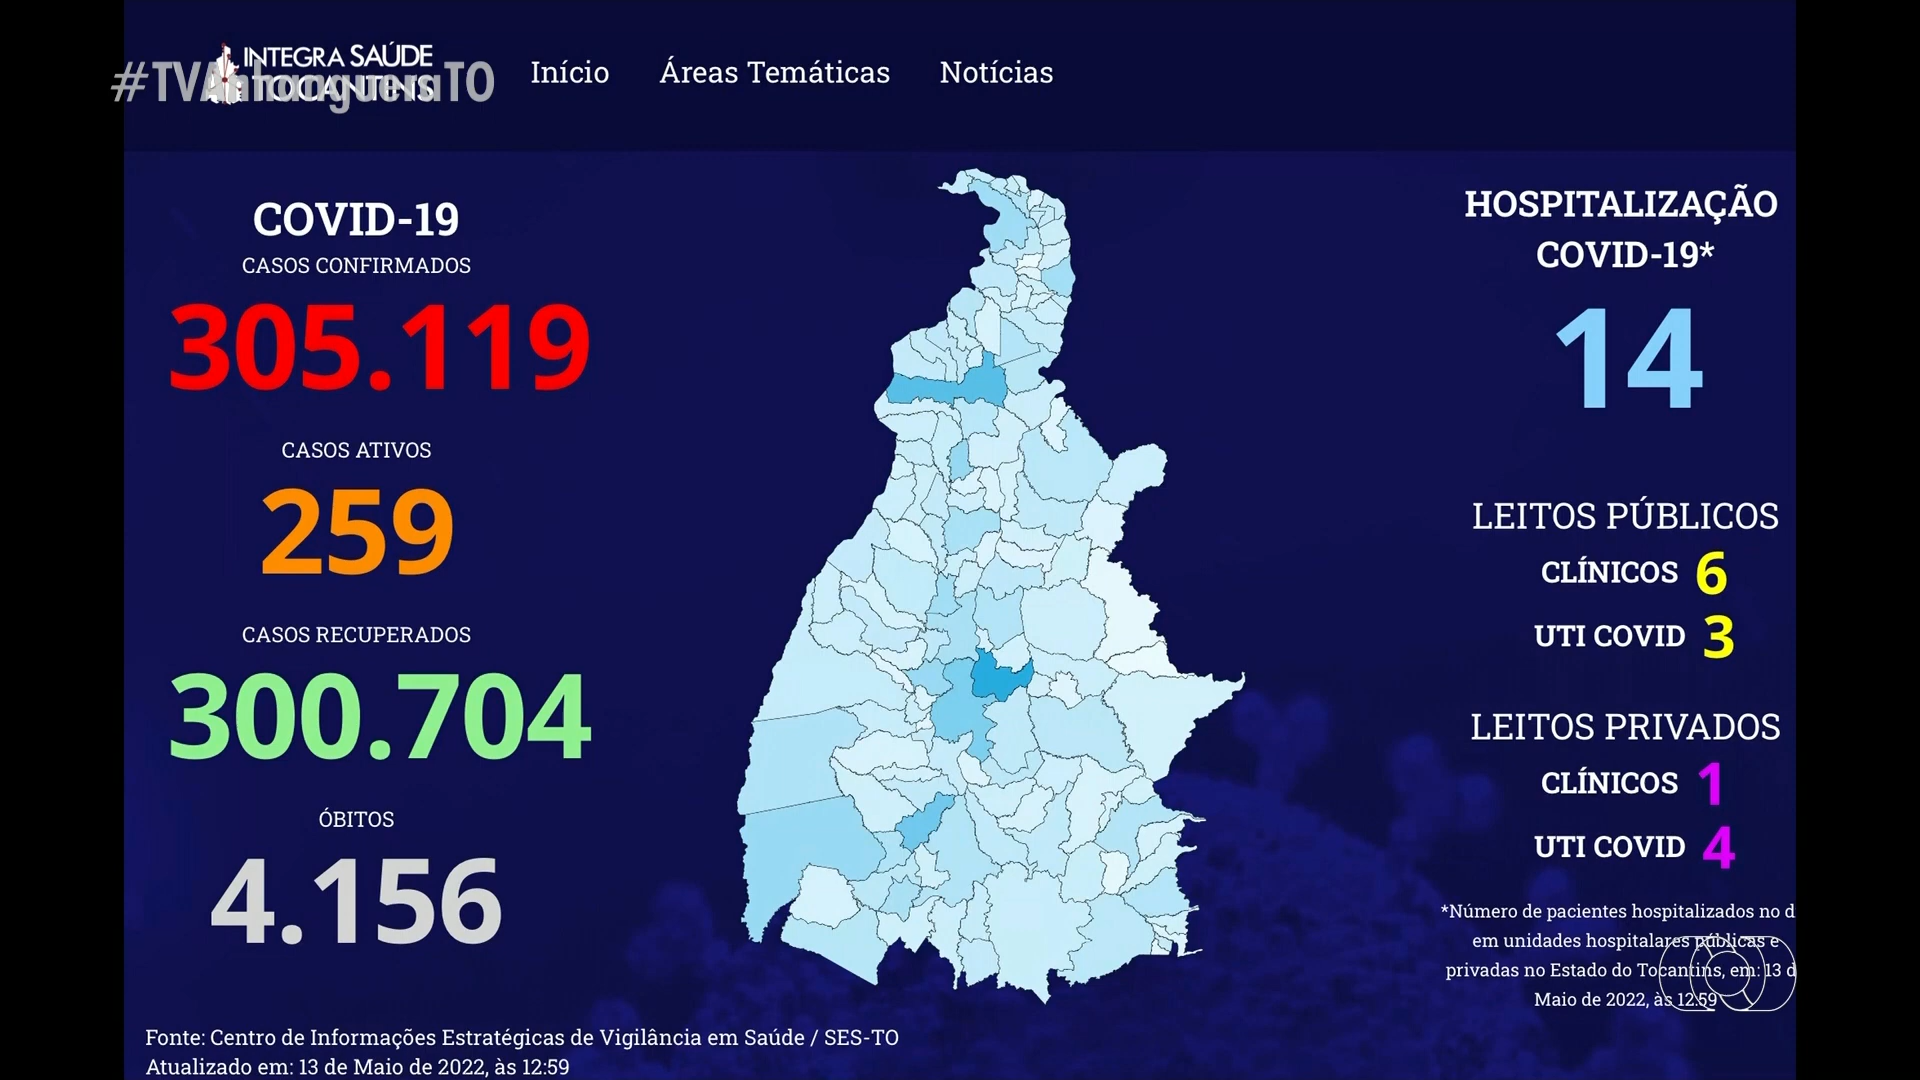 INTEGRA SAÚDE
TOCANTINS
#TVAnhangueraTO
Início Áreas Temáticas Notícias
COVID-19
CASOS CONFIRMADOS
305.119
CASOS ATIVOS
259
CASOS RECUPERADOS
300.704
ÓBITOS
4.156
HOSPITALIZAÇÃO
COVID-19*
14
LEITOS PÚBLICOS
CLÍNICOS 6
UTI COVID 3
LEITOS PRIVADOS
CLÍNICOS 1
UTI COVID 4
*Número de pacientes hospitalizados no d
em unidades hospitalares públicas e
privadas no Estado do Tocantins, em: 13 d
Maio de 2022, às 12:59
Fonte: Centro de Informações Estratégicas de Vigilância em Saúde / SES-TO
Atualizado em: 13 de Maio de 2022, às 12:59